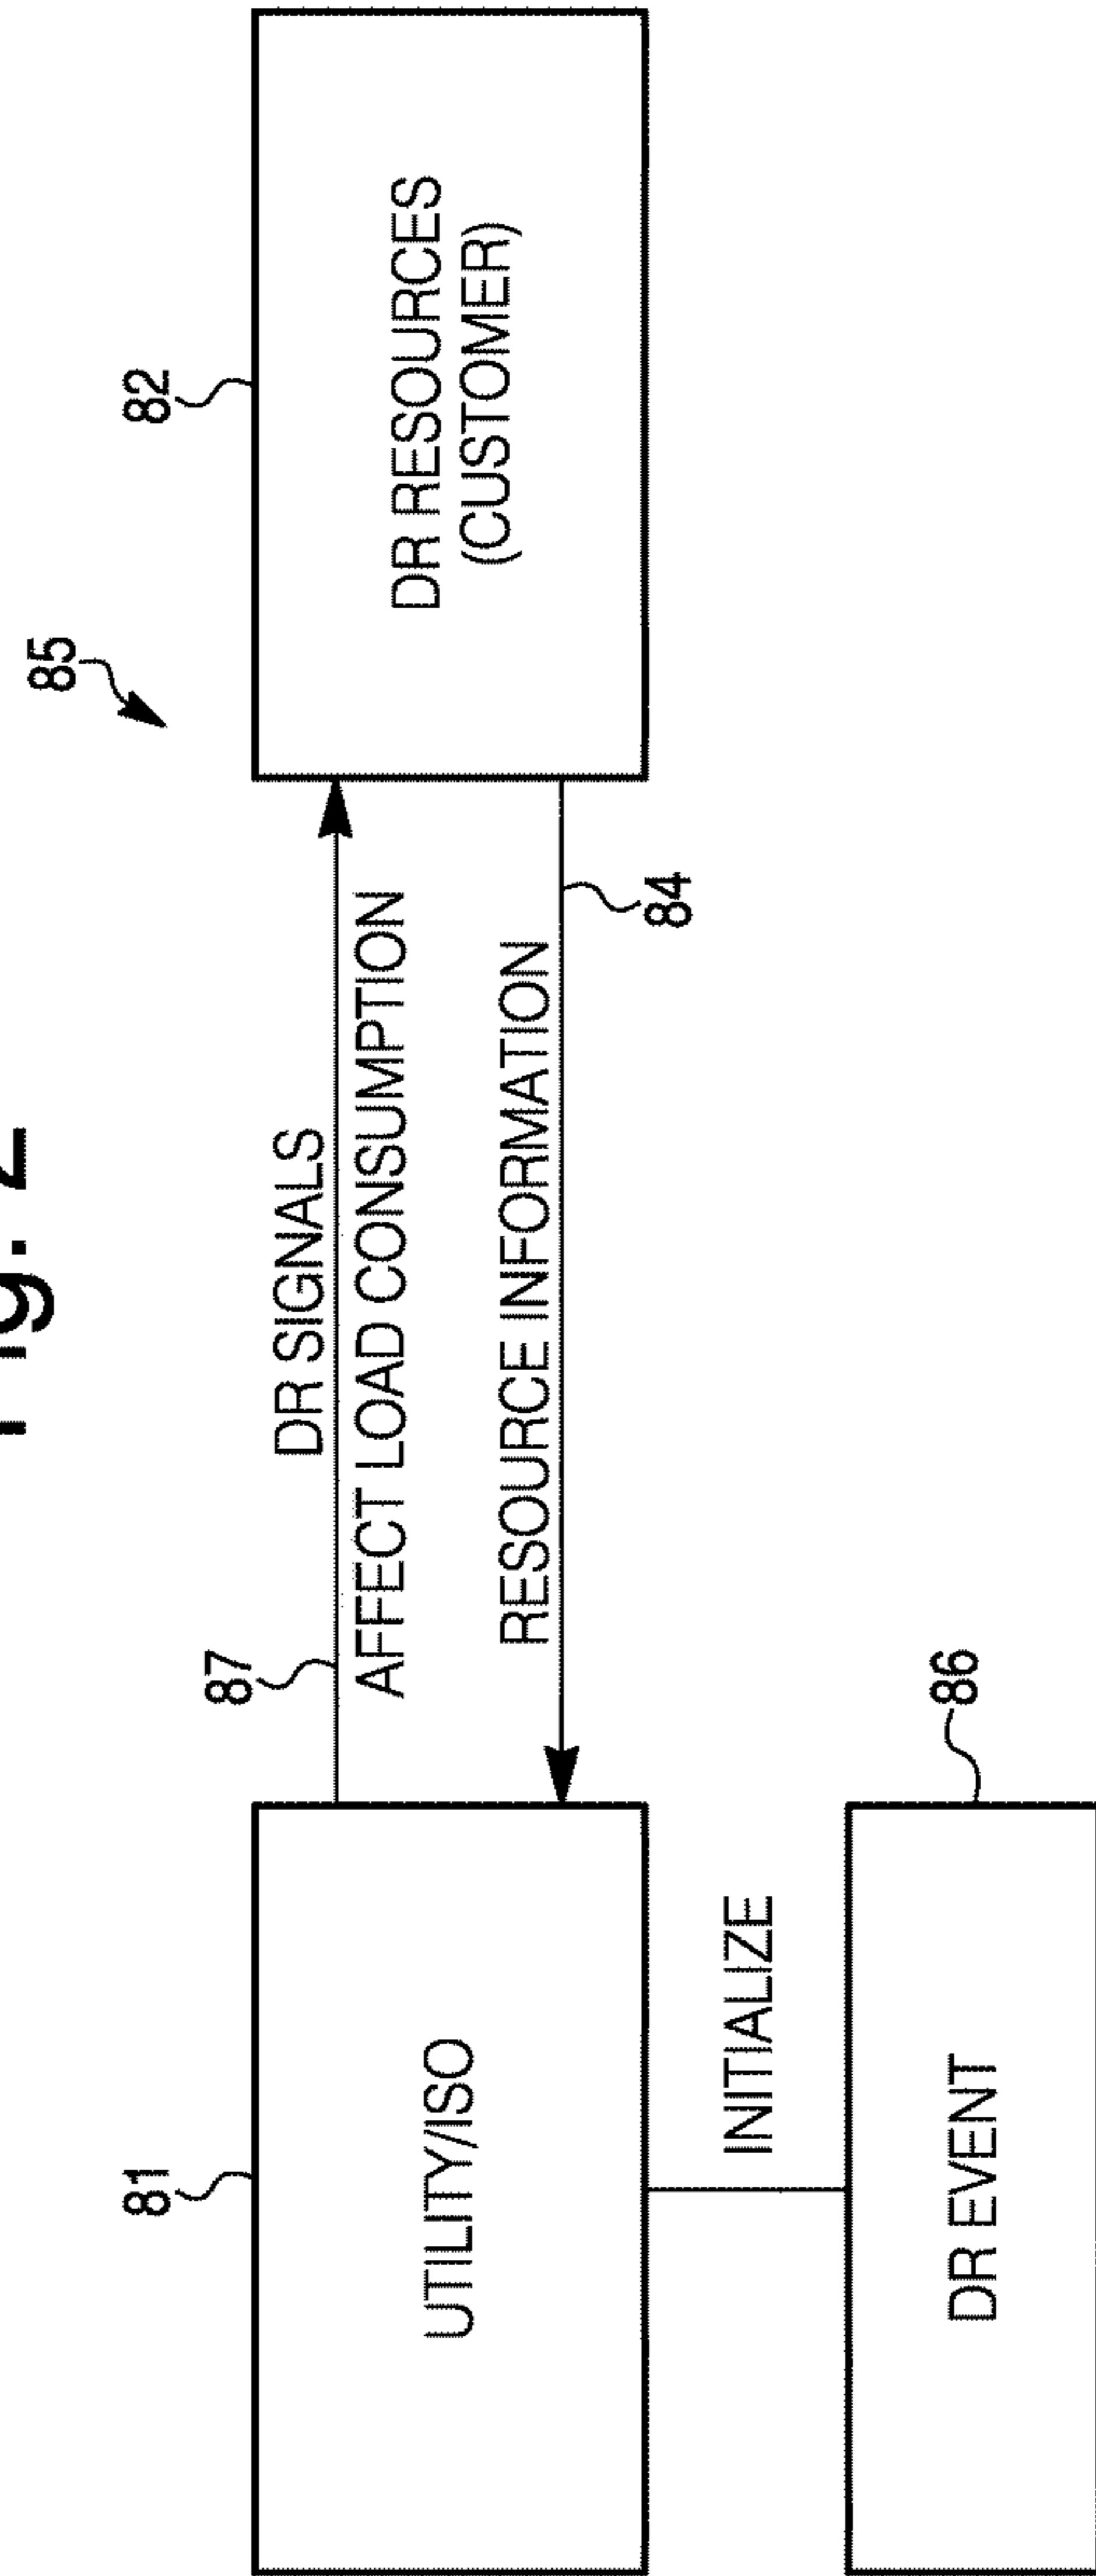 Fig. 2
85
81
87
82
UTILITY/ISO
DR SIGNALS
AFFECT LOAD CONSUMPTION
RESOURCE INFORMATION
84
DR RESOURCES
(CUSTOMER)
INITIALIZE
86
DR EVENT